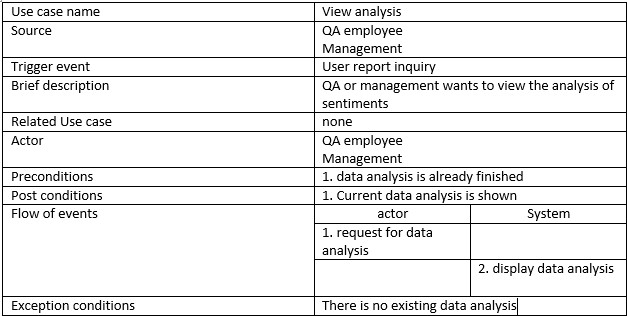 Use case name View analysis
Source QA employee
Management
Trigger event User report inquiry
Brief description QA or management wants to view the analysis of
sentiments
Related Use case none
Actor QA employee
Management
Preconditions 1. data analysis is already finished
Post conditions 1. Current data analysis is shown
Flow of events actor System
1. request for data
analysis
2. display data analysis
Exception conditions There is no existing data analysis